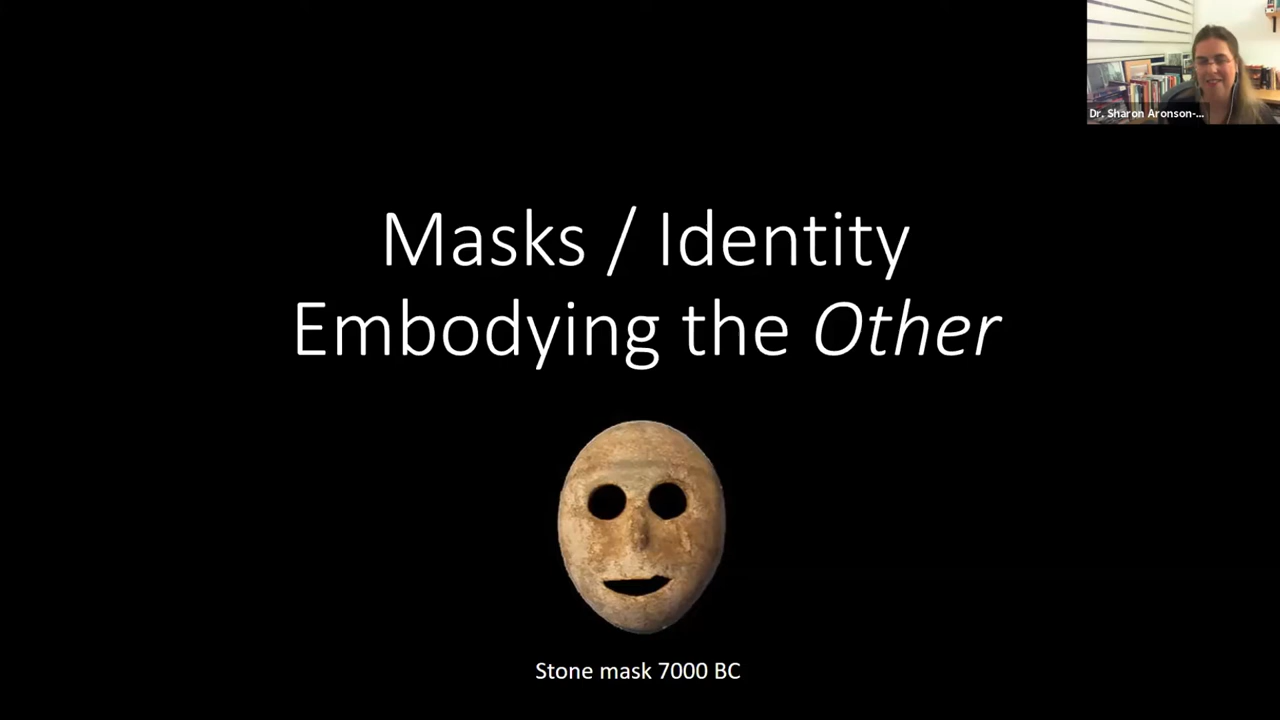 Dr. Sharon Aronson-...
Masks / Identity
Embodying the Other
Stone mask 7000 BC